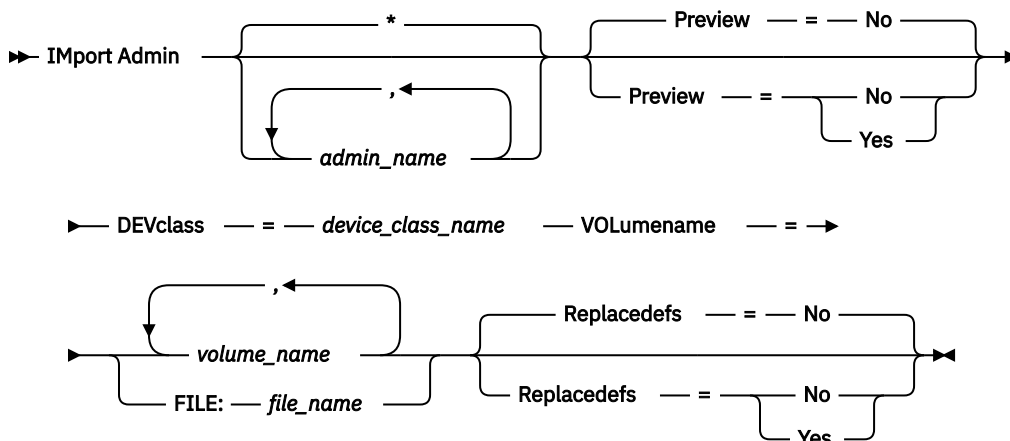 *
Preview = No
IMport Admin
,
Preview = No
admin_name
Yes
DEVclass = device_class_name VOLumename =
,
Replacedefs = No
volume_name
Replacedefs = No
FILE: file_name
Yes